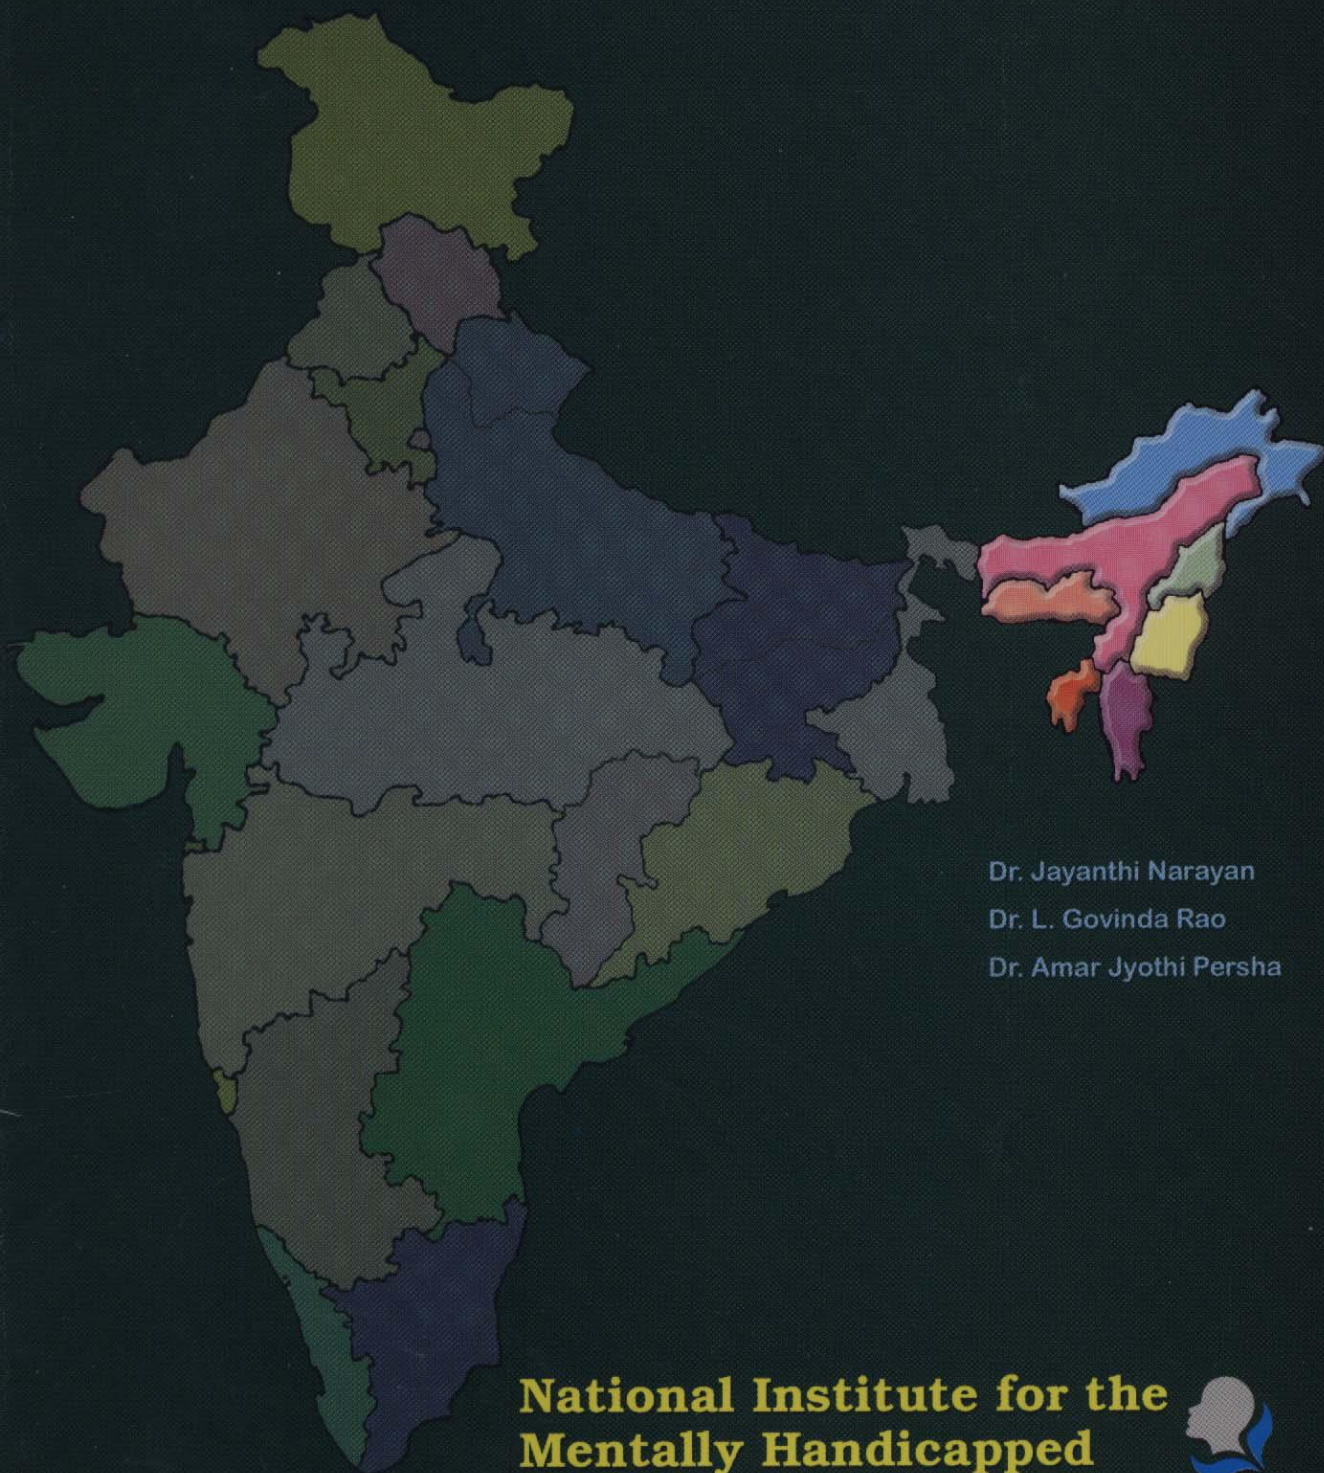 Dr. Jayanthi Narayan
Dr. L. Govinda Rao
Dr. Amar Jyothi Persha
National Institute for the
Mentally Handicapped